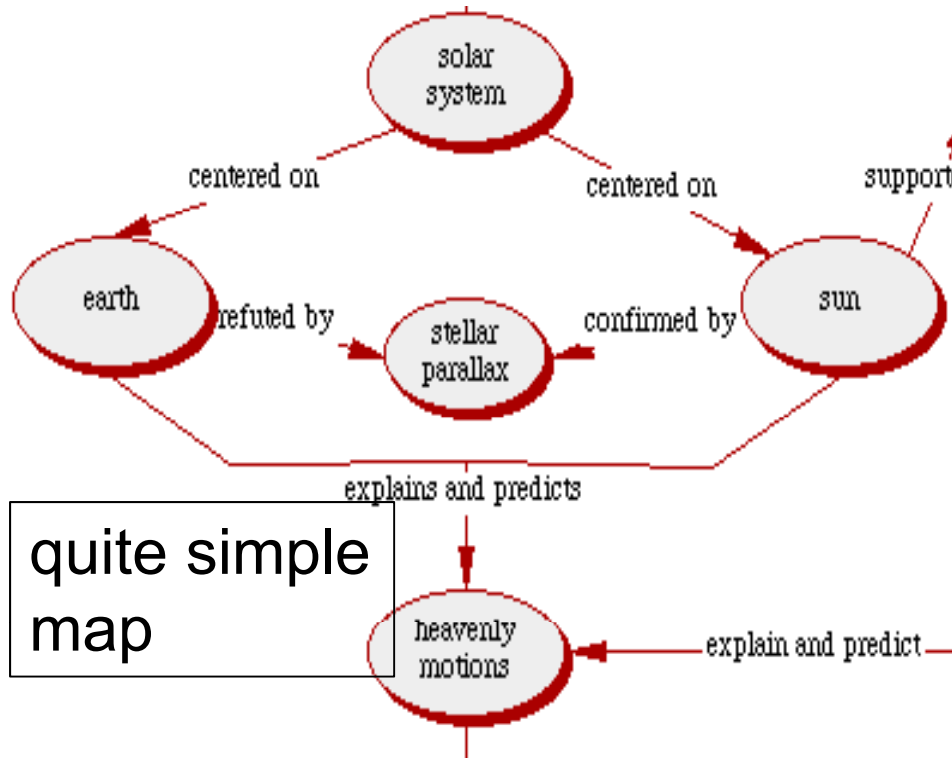 solar
system
centered on
centered on
support
earth
refuted by
stellar
parallax
confirmed by
sun
explains and predicts
quite simple
map
heavenly
motions
explain and predict